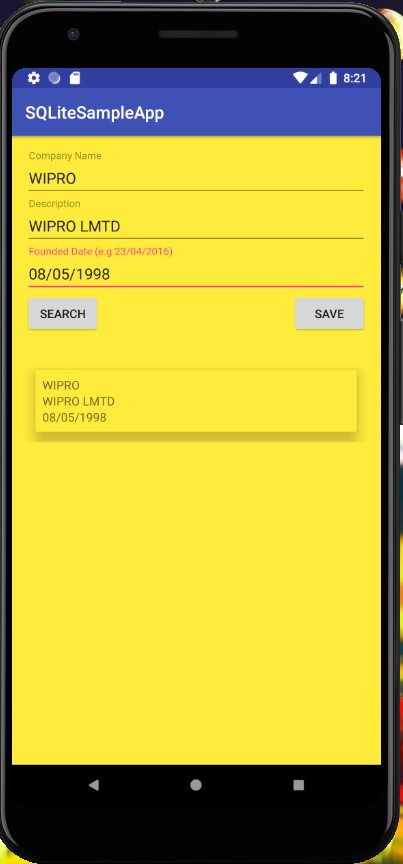 8:21
SQLiteSampleApp
Company Name
WIPRO
Description
WIPRO LMTD
Founded Date (e.g 23/04/2016)
08/05/1998
SEARCH SAVE
WIPRO
WIPRO LMTD
08/05/1998